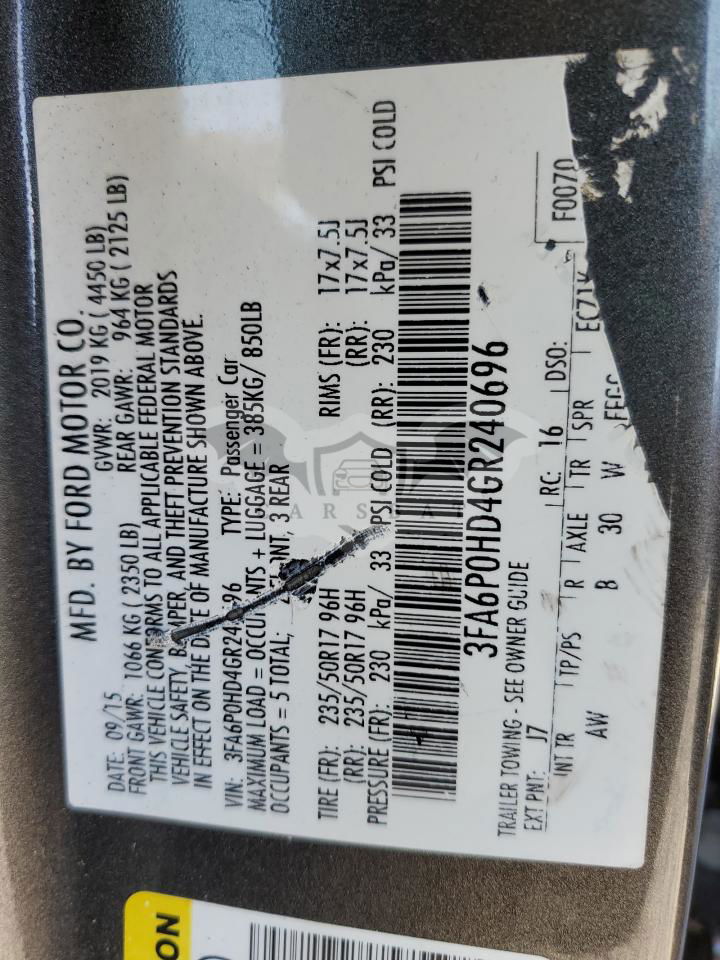 MFD. BY FORD MOTOR CO.
DATE: 09/15 GVWR: 2019 KG ( 4450 LB)
FRONT GAWR: 1066 KG ( 2350 LB) REAR GAWR: 964 KG ( 2125 LB)
THIS VEHICLE CONFORMS TO ALL APPLICABLE FEDERAL MOTOR
VEHICLE SAFETY, BUMPER, AND THEFT PREVENTION STANDARDS
IN EFFECT ON THE DATE OF MANUFACTURE SHOWN ABOVE.
VIN: 3FA6P0HD4GR240696 TYPE: Passenger Car
MAXIMUM LOAD = OCCUPANTS + LUGGAGE = 385KG/ 850LB
OCCUPANTS = 5 TOTAL; 2 FRONT, 3 REAR
TIRE (FR): 235/50R17 96H RIMS (FR): 17x7.5J
(RR): 235/50R17 96H (RR): 17x7.5J
PRESSURE (FR): 230 kPa/ 33 PSI COLD (RR): 230 kPa/ 33 PSI COLD
3FA6P0HD4GR240696
TRAILER TOWING - SEE OWNER GUIDE
EXT PNT: J7 RC: 16 DSO: F0070
INT TR TP/PS R AXLE TR SPR
AW B 30 W
ON